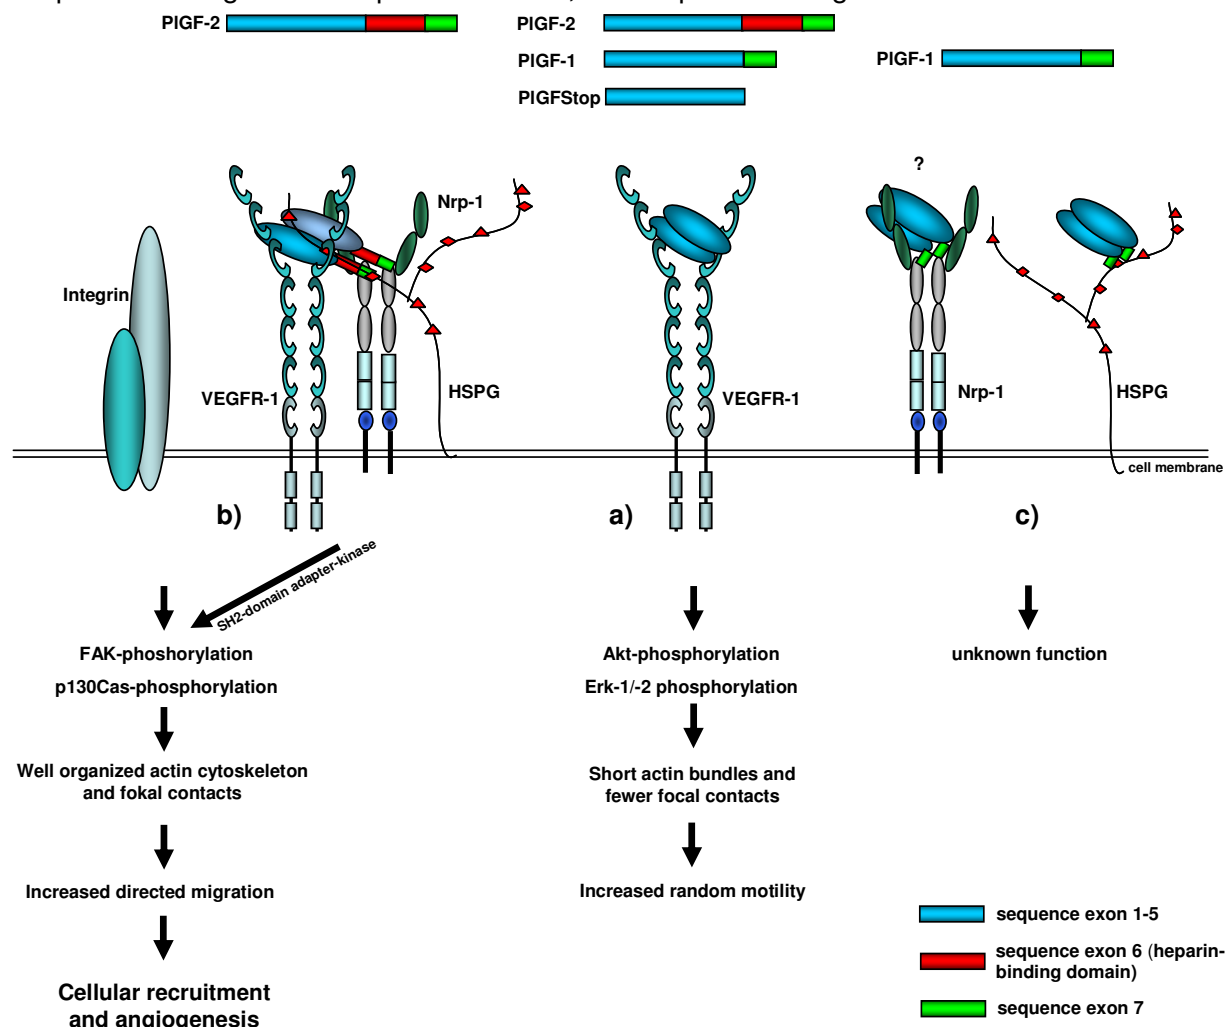 PlGF-2
PlGF-2
PlGF-1
PlGF-1
PlGFStop
?
Nrp-1
Integrin
VEGFR-1
HSPG
VEGFR-1
Nrp-1
HSPG
cell membrane
b)
a)
c)
SH2-domain adapter-kinase
FAK-phoshorylation
p130Cas-phosphorylation
Akt-phosphorylation
Erk-1/-2 phosphorylation
unknown function
Well organized actin cytoskeleton
and fokal contacts
Short actin bundles and
fewer focal contacts
Increased directed migration
Increased random motility
Cellular recruitment
and angiogenesis
sequence exon 1-5
sequence exon 6 (heparin-
binding domain)
sequence exon 7